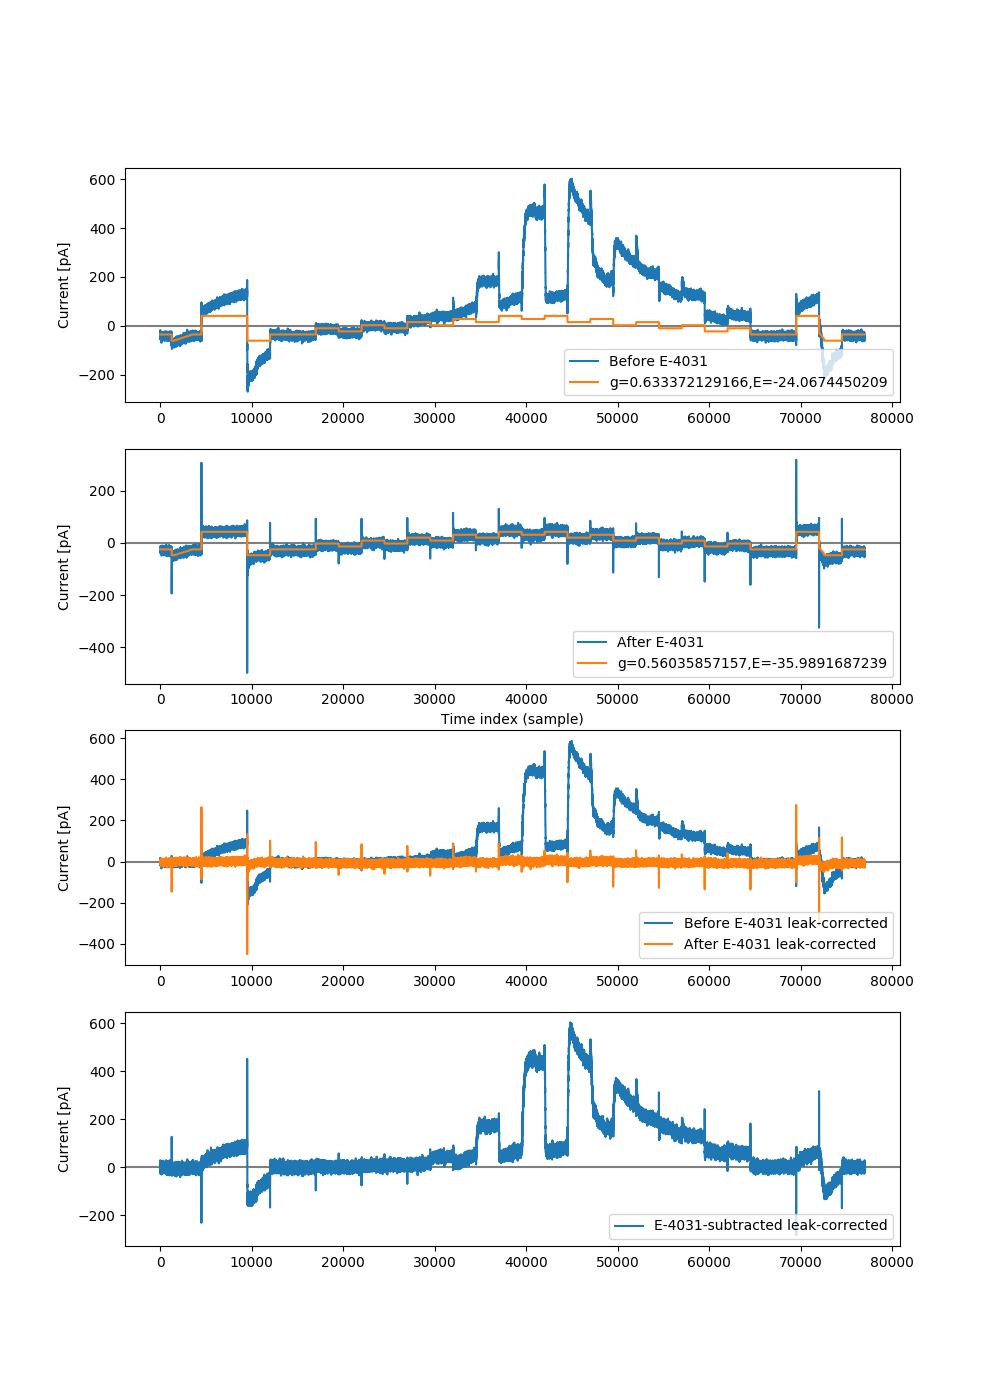 600
400
200
0
−200
Current [pA]
Before E-4031
g=0.633372129166,E=-24.0674450209
0 10000 20000 30000 40000 50000 60000 70000 80000
200
0
−200
−400
Current [pA]
After E-4031
g=0.56035857157,E=-35.9891687239
0 10000 20000 30000 40000 50000 60000 70000 80000
Time index (sample)
600
400
200
0
−200
−400
Current [pA]
Before E-4031 leak-corrected
After E-4031 leak-corrected
0 10000 20000 30000 40000 50000 60000 70000 80000
600
400
200
0
−200
Current [pA]
E-4031-subtracted leak-corrected
0 10000 20000 30000 40000 50000 60000 70000 80000